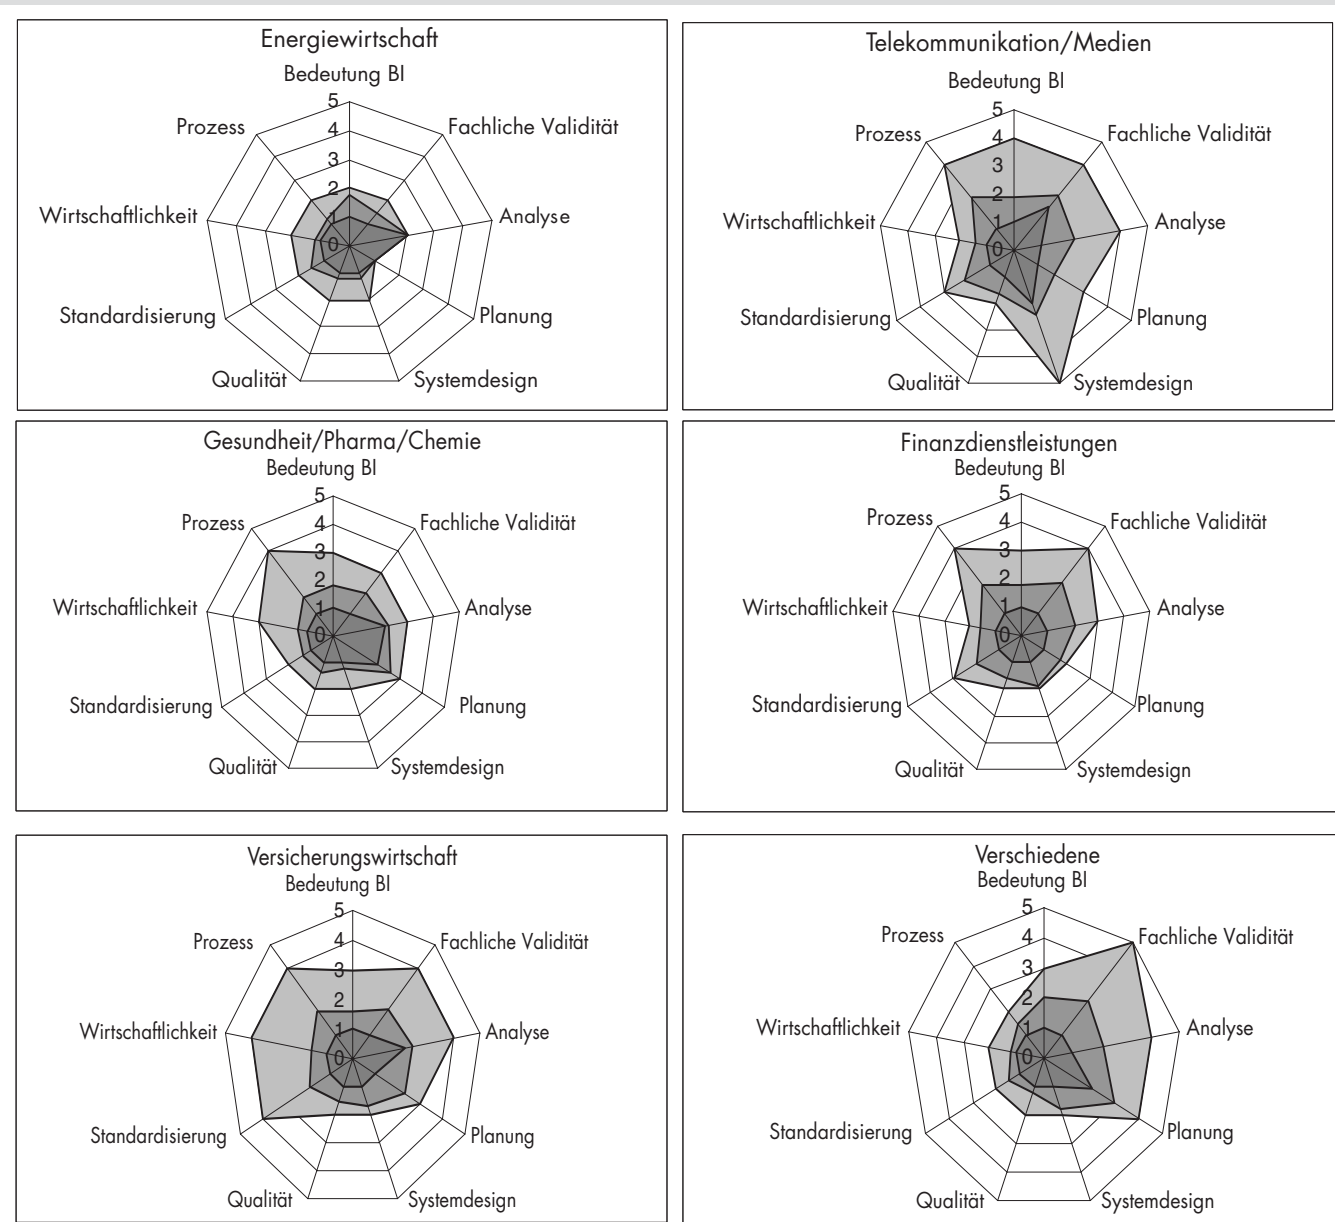 Energiewirtschaft
Bedeutung BI
5
Prozess
4
Fachliche Validität
3
2
Wirtschaftlichkeit
1
Analyse
0
Standardisierung
Planung
Qualität
Systemdesign
Telekommunikation/Medien
Bedeutung BI
5
Prozess
4
Fachliche Validität
3
2
Wirtschaftlichkeit
1
Analyse
0
Standardisierung
Planung
Qualität
Systemdesign
Gesundheit/Pharma/Chemie
Bedeutung BI
5
Prozess
4
Fachliche Validität
3
2
Wirtschaftlichkeit
1
Analyse
0
Standardisierung
Planung
Qualität
Systemdesign
Finanzdienstleistungen
Bedeutung BI
5
Prozess
4
Fachliche Validität
3
2
Wirtschaftlichkeit
1
Analyse
0
Standardisierung
Planung
Qualität
Systemdesign
Versicherungswirtschaft
Bedeutung BI
5
Prozess
4
Fachliche Validität
3
2
Wirtschaftlichkeit
1
Analyse
0
Standardisierung
Planung
Qualität
Systemdesign
Verschiedene
Bedeutung BI
5
Prozess
4
Fachliche Validität
3
2
Wirtschaftlichkeit
1
Analyse
0
Standardisierung
Planung
Qualität
Systemdesign